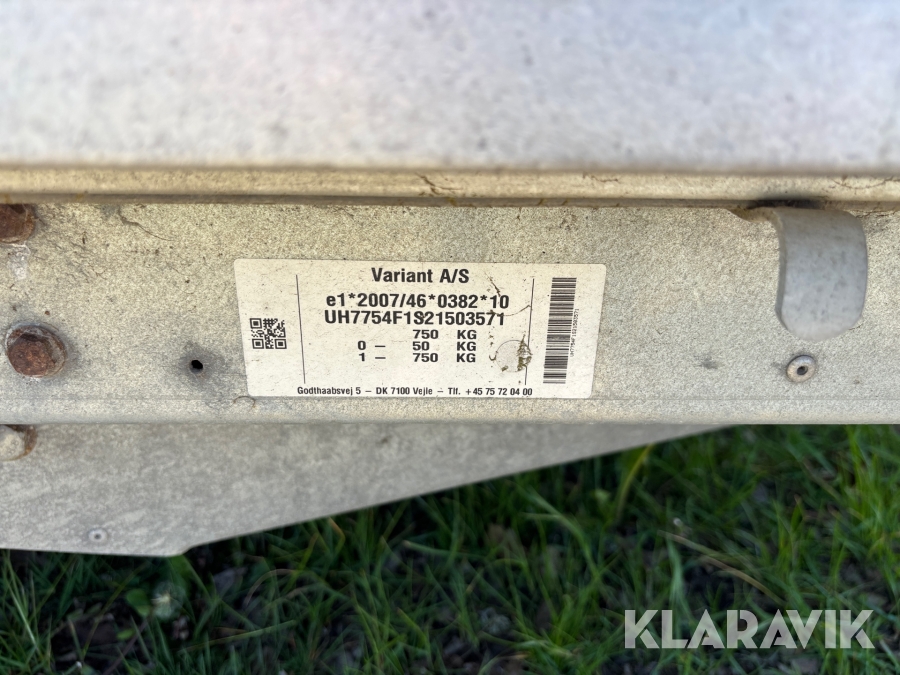 Variant A/S
e1*2007/46*0382*10
UH7754F1S21503571
750 KG
0 – 50 KG
1 – 750 KG
Godthaabsvej 5 – DK 7100 Vejle – Tlf. +45 75 72 04 00
UH7754F1S21503571
KLARAVIK